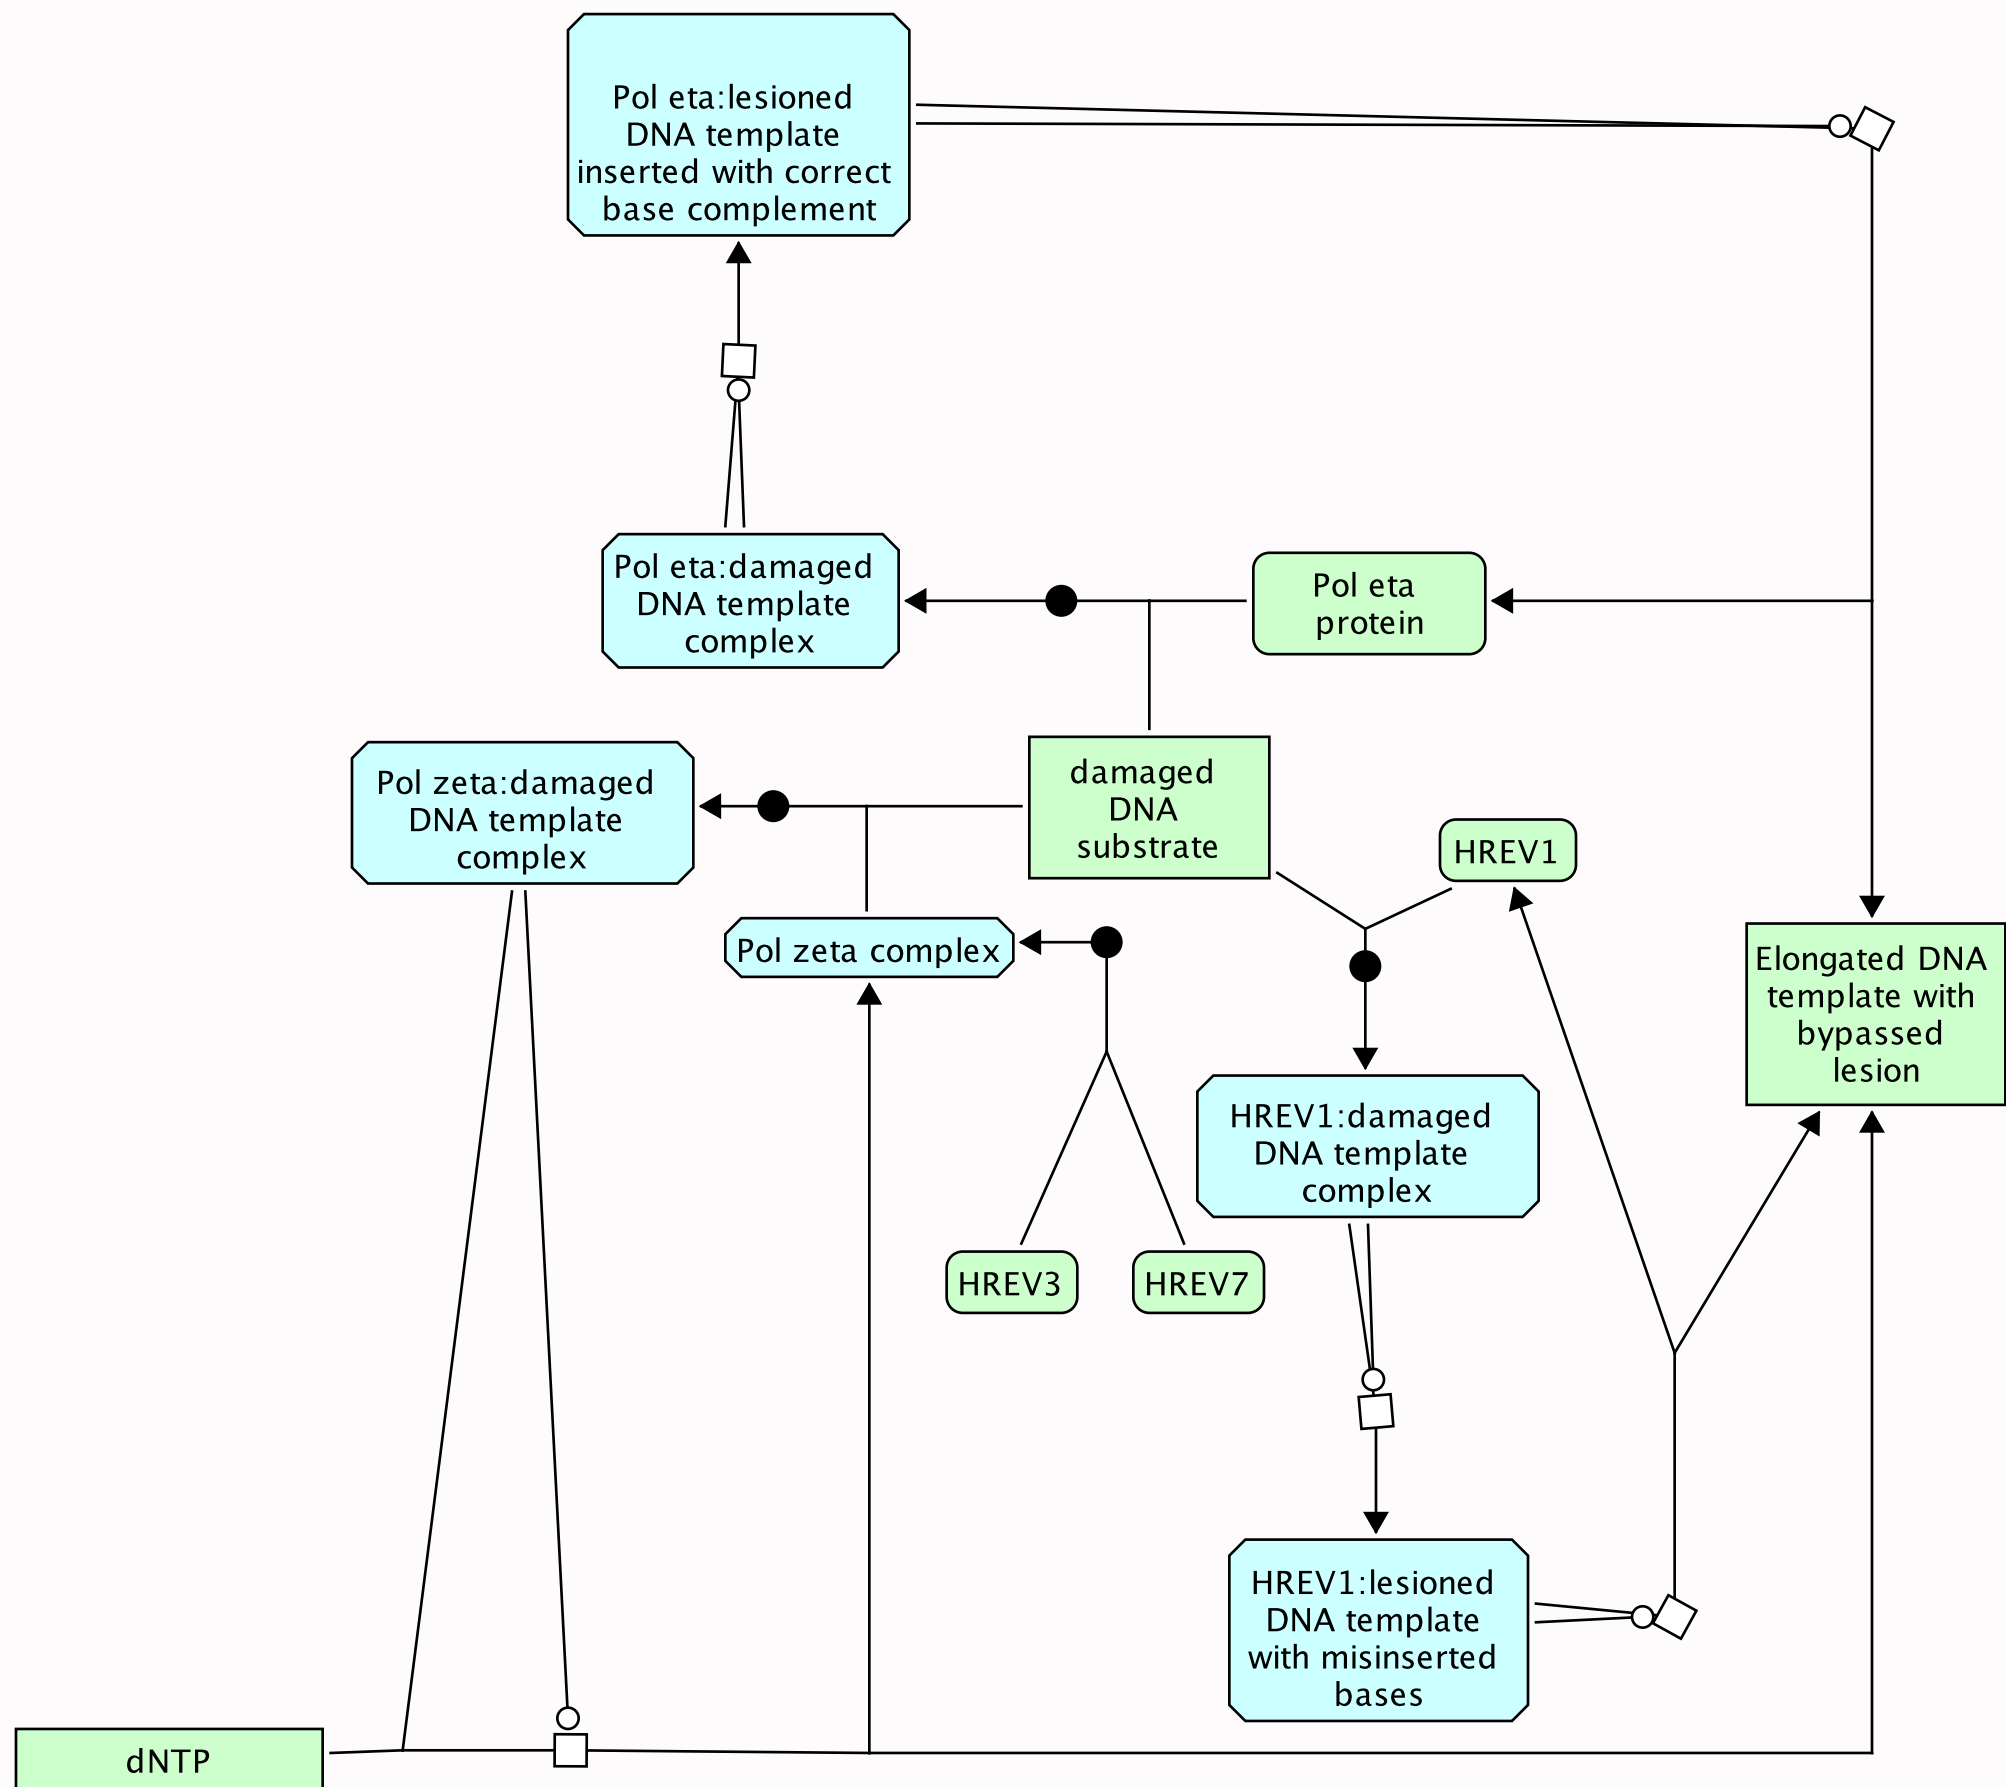 Pol eta:lesioned
DNA template
inserted with correct
base complement
Pol eta:damaged
DNA template
complex
Pol eta
protein
Pol zeta:damaged
DNA template
complex
damaged
DNA
substrate
HREV1
Pol zeta complex
Elongated DNA
template with
bypassed
lesion
HREV1:damaged
DNA template
complex
HREV3
HREV7
HREV1:lesioned
DNA template
with misinserted
bases
dNTP